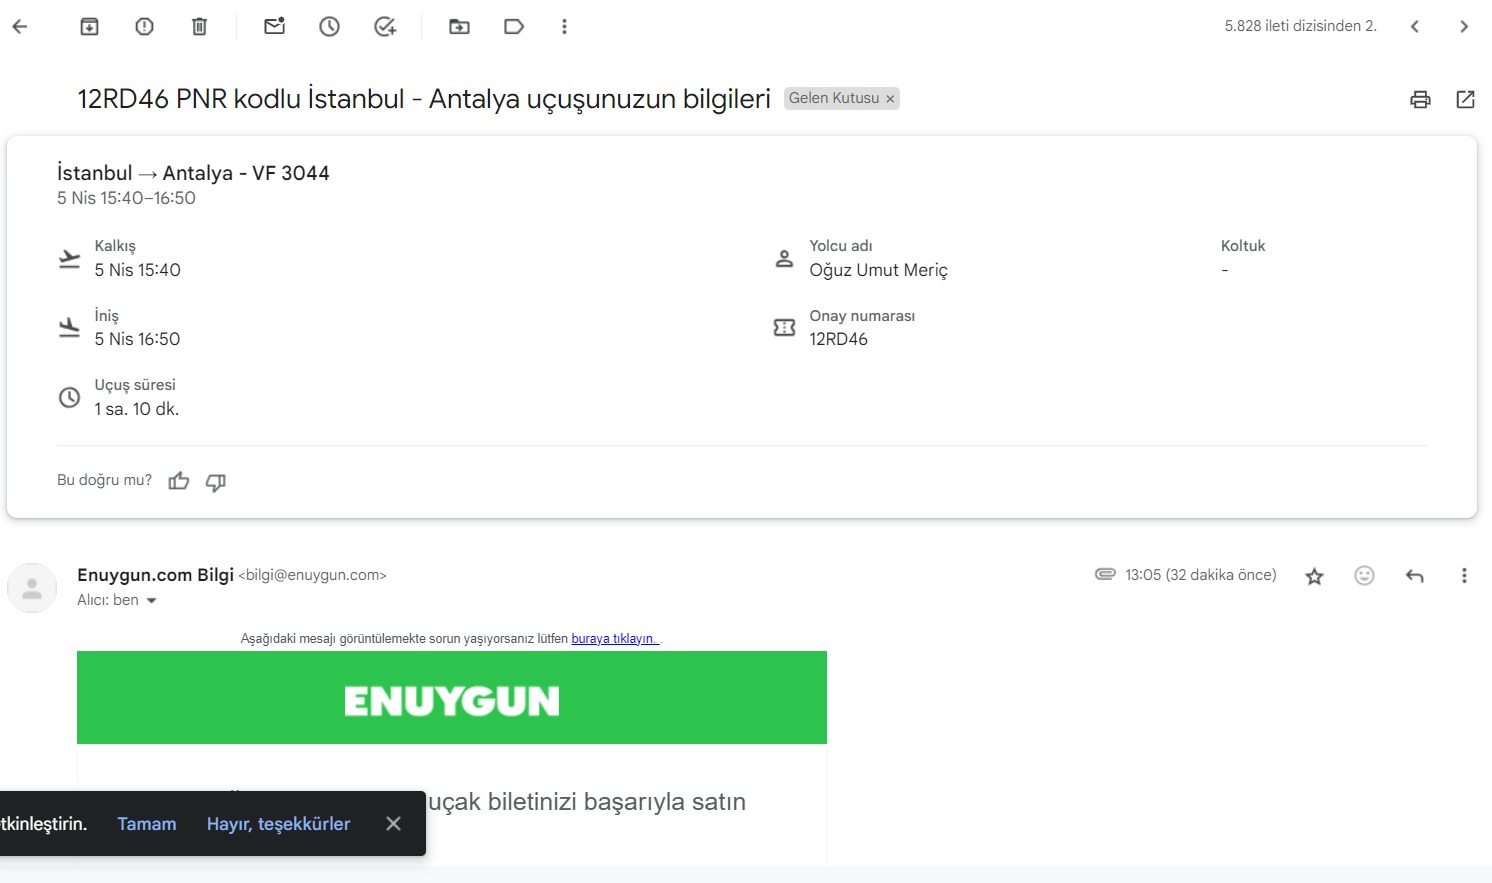 5.828 ileti dizisinden 2.
12RD46 PNR kodlu İstanbul - Antalya uçuşunuzun bilgileri Gelen Kutusu ×
İstanbul → Antalya - VF 3044
5 Nis 15:40–16:50
Kalkış
5 Nis 15:40
Yolcu adı
Oğuz Umut Meriç
Koltuk
-
İniş
5 Nis 16:50
Onay numarası
12RD46
Uçuş süresi
1 sa. 10 dk.
Bu doğru mu?
Enuygun.com Bilgi <bilgi@enuygun.com>
13:05 (32 dakika önce)
Alıcı: ben
Aşağıdaki mesajı görüntülemekte sorun yaşıyorsanız lütfen buraya tıklayın. .
ENUYGUN
uçak biletinizi başarıyla satın
tkinleştirin. Tamam Hayır, teşekkürler